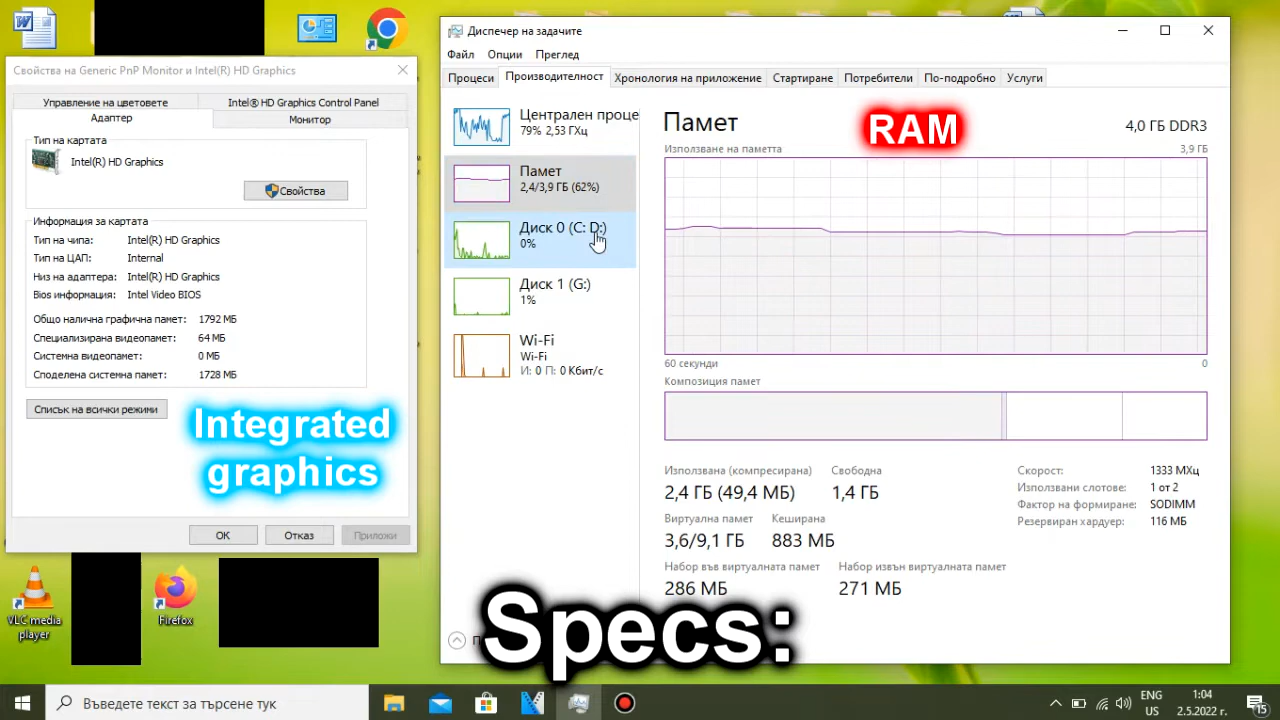 Свойства на Generic PnP Monitor и Intel(R) HD Graphics
Управление на цветовете
Intel® HD Graphics Control Panel
Адаптер
Монитор
Тип на картата
Intel(R) HD Graphics
Свойства
Информация за картата
Тип на чипа: Intel(R) HD Graphics
Тип на ЦАП: Internal
Низ на адаптера: Intel(R) HD Graphics
Bios информация: Intel Video BIOS
Общо налична графична памет: 1792 МБ
Специализирана видеопамет: 64 МБ
Системна видеопамет: 0 МБ
Споделена системна памет: 1728 МБ
Списък на всички режими
Integrated
graphics
ОК
Отказ
Приложи
VLC media
player
Firefox
Диспечер на задачите
Файл Опции Преглед
Процеси Производителност Хронология на приложение Стартиране Потребители По-подробно Услуги
Централен проце
79% 2,53 ГХц
Памет
2,4/3,9 ГБ (62%)
Диск 0 (C: D:)
0%
Диск 1 (G:)
1%
Wi-Fi
Wi-Fi
И: 0 П: 0 Кбит/с
Памет
RAM
4,0 ГБ DDR3
Използване на паметта
3,9 ГБ
60 секунди
0
Композиция памет
Използвана (компресирана) Свободна
2,4 ГБ (49,4 МБ) 1,4 ГБ
Виртуална памет Кеширана
3,6/9,1 ГБ 883 МБ
Набор във виртуалната памет Набор извън виртуалната памет
286 МБ 271 МБ
Скорост: 1333 МХц
Използвани слотове: 1 от 2
Фактор на формиране: SODIMM
Резервиран хардуер: 116 МБ
Specs:
Въведете текст за търсене тук
ENG
US
1:04
2.5.2022 г.
15